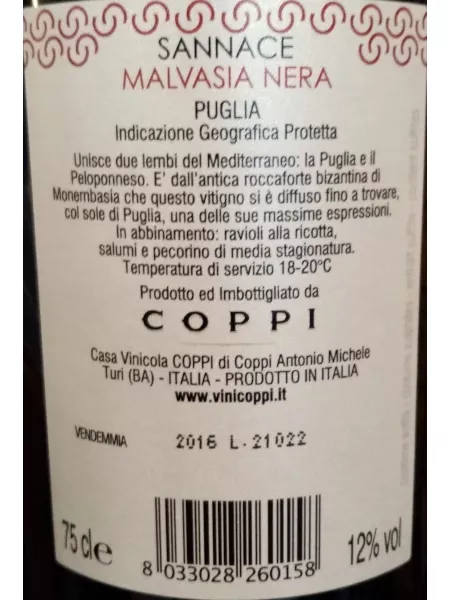 SANNACE
MALVASIA NERA
PUGLIA
Indicazione Geografica Protetta
Unisce due lembi del Mediterraneo: la Puglia e il
Peloponneso. E' dall'antica roccaforte bizantina di
Monembasia che questo vitigno si è diffuso fino a trovare,
col sole di Puglia, una delle sue massime espressioni.
In abbinamento: ravioli alla ricotta,
salumi e pecorino di media stagionatura.
Temperatura di servizio 18-20°C
Prodotto ed Imbottigliato da
COPPI
Casa Vinicola COPPI di Coppi Antonio Michele
Turi (BA) - ITALIA - PRODOTTO IN ITALIA
www.vinicoppi.it
VENDEMMIA 2016 L. 21022
75 cl e
8 033028 260158
12% vol